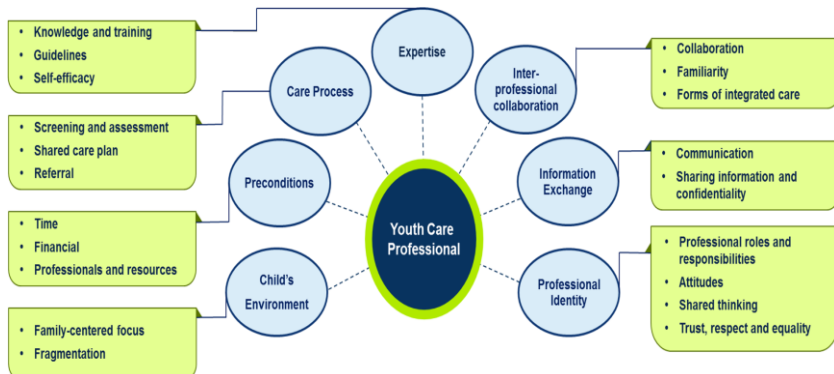 • Knowledge and training
• Guidelines
• Self-efficacy
Expertise
Care Process
• Screening and assessment
• Shared care plan
• Referral
Preconditions
• Time
• Financial
• Professionals and resources
Child's
Environment
• Family-centered focus
• Fragmentation
Youth Care
Professional
Inter-
professional
collaboration
• Collaboration
• Familiarity
• Forms of integrated care
Information
Exchange
• Communication
• Sharing information and
confidentiality
Professional
Identity
• Professional roles and
responsibilities
• Attitudes
• Shared thinking
• Trust, respect and equality